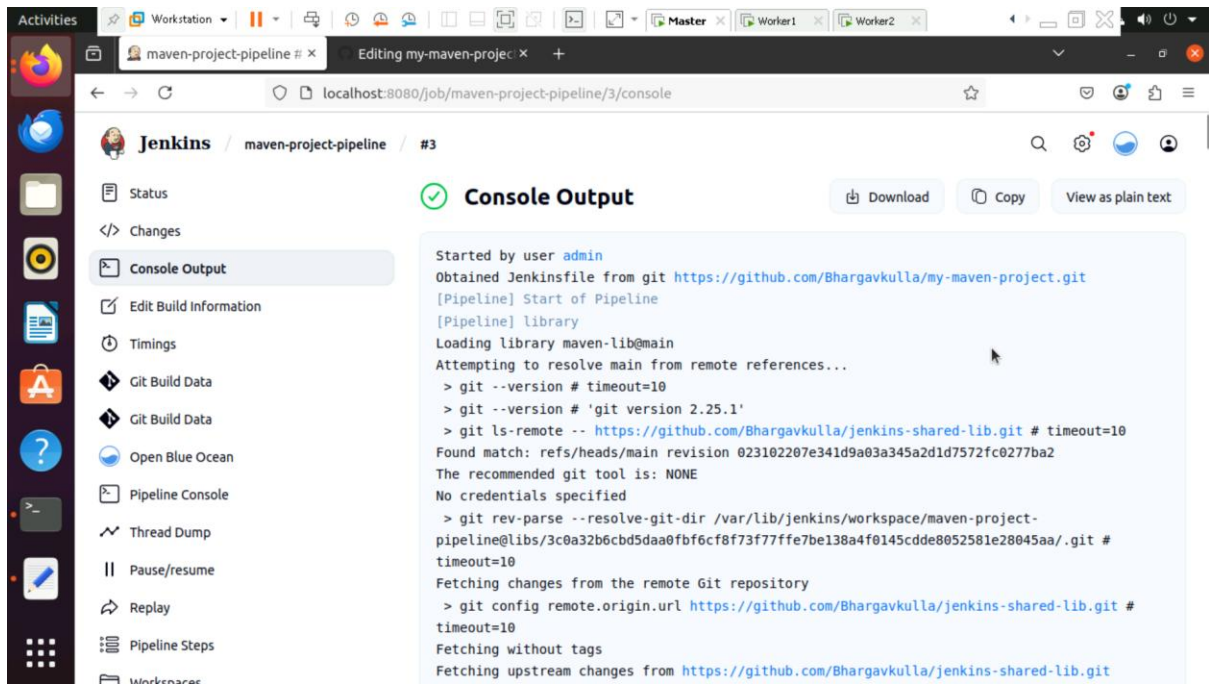 Activities
Workstation
Master
Worker1
Worker2
maven-project-pipeline #
Editing my-maven-projec
localhost:8080/job/maven-project-pipeline/3/console
Jenkins / maven-project-pipeline / #3
Status
Changes
Console Output
Edit Build Information
Timings
Git Build Data
Git Build Data
Open Blue Ocean
Pipeline Console
Thread Dump
Pause/resume
Replay
Pipeline Steps
Workspaces
Console Output
Download
Copy
View as plain text
Started by user admin
Obtained Jenkinsfile from git https://github.com/Bhargavkulla/my-maven-project.git
[Pipeline] Start of Pipeline
[Pipeline] library
Loading library maven-lib@main
Attempting to resolve main from remote references...
> git --version # timeout=10
> git --version # 'git version 2.25.1'
> git ls-remote -- https://github.com/Bhargavkulla/jenkins-shared-lib.git # timeout=10
Found match: refs/heads/main revision 023102207e341d9a03a345a2d1d7572fc0277ba2
The recommended git tool is: NONE
No credentials specified
> git rev-parse --resolve-git-dir /var/lib/jenkins/workspace/maven-project-
pipeline@libs/3c0a32b6cbd5daa0fbf6cf8f73f77ffe7be138a4f0145cdde8052581e28045aa/.git #
timeout=10
Fetching changes from the remote Git repository
> git config remote.origin.url https://github.com/Bhargavkulla/jenkins-shared-lib.git #
timeout=10
Fetching without tags
Fetching upstream changes from https://github.com/Bhargavkulla/jenkins-shared-lib.git